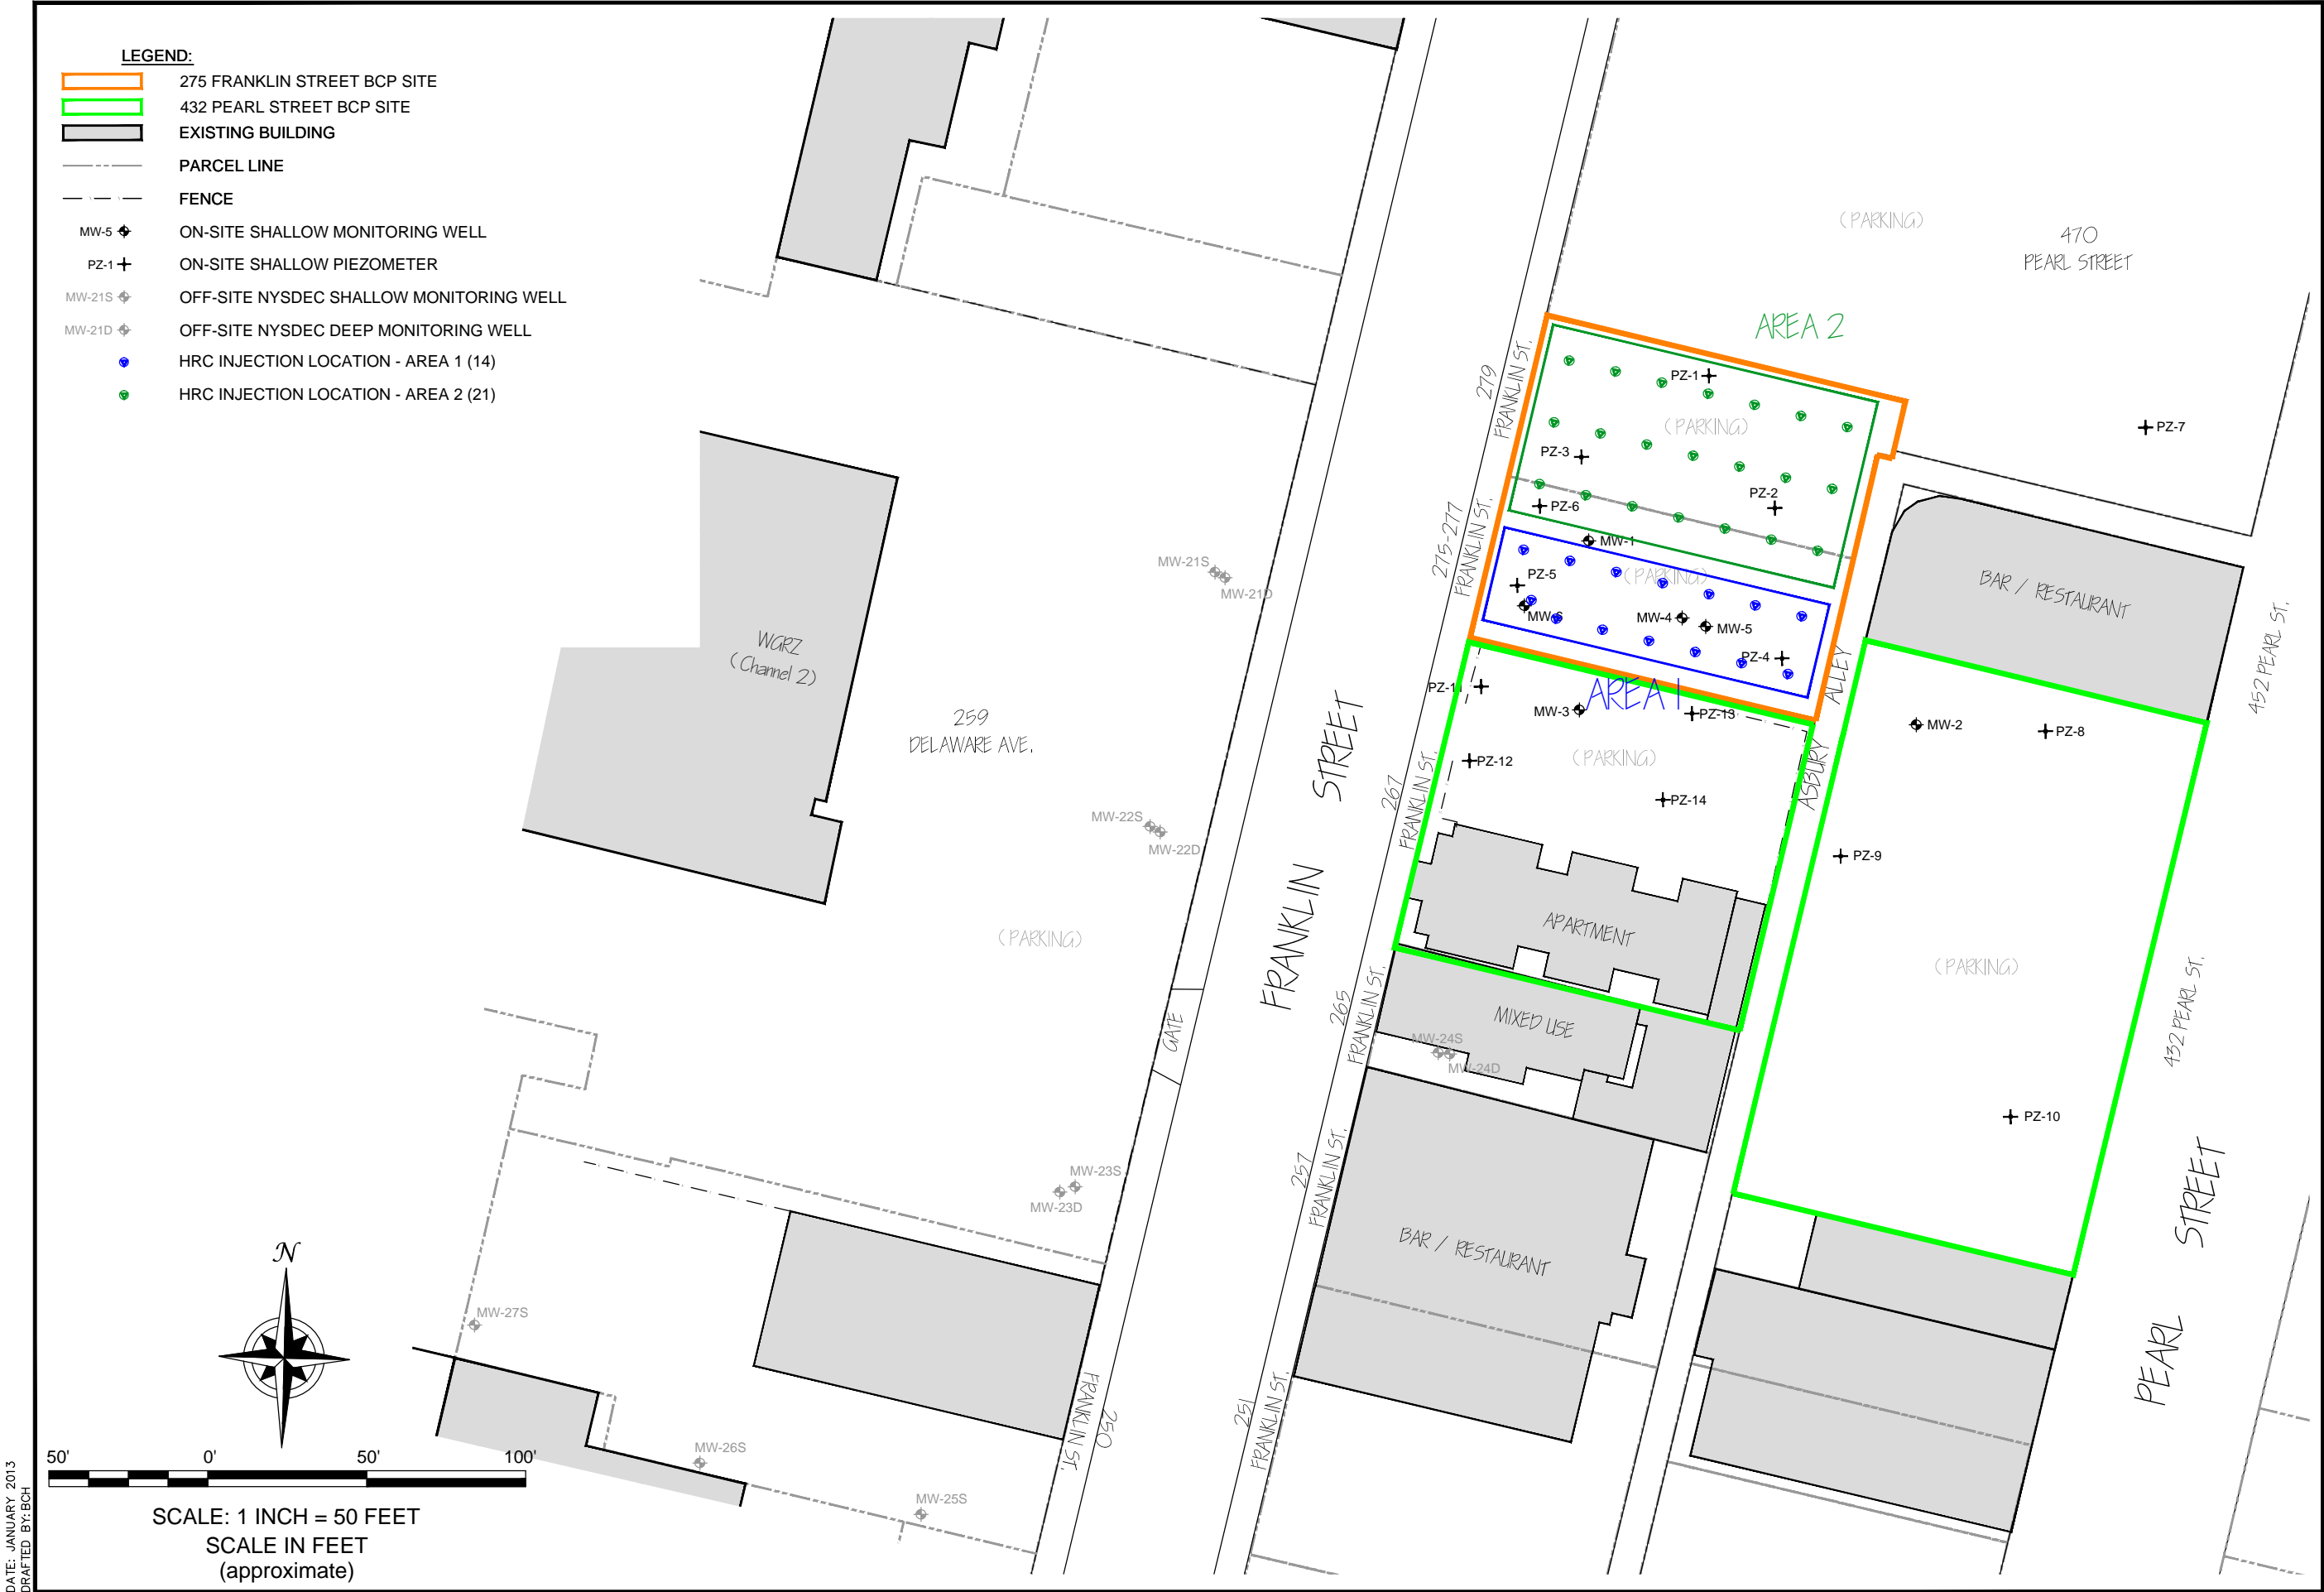 LEGEND:
275 FRANKLIN STREET BCP SITE
432 PEARL STREET BCP SITE
EXISTING BUILDING
PARCEL LINE
FENCE
MW-5 ON-SITE SHALLOW MONITORING WELL
PZ-1 ON-SITE SHALLOW PIEZOMETER
MW-21S OFF-SITE NYSDEC SHALLOW MONITORING WELL
MW-21D OFF-SITE NYSDEC DEEP MONITORING WELL
HRC INJECTION LOCATION - AREA 1 (14)
HRC INJECTION LOCATION - AREA 2 (21)
(PARKING)
470
PEARL STREET
AREA 2
279
FRANKLIN ST.
PZ-1
(PARKING)
PZ-7
PZ-3
PZ-2
PZ-6
275-277
FRANKLIN ST.
MW-1
MW-21S
MW-21D
PZ-5
(PARKING)
BAR / RESTAURANT
MW-6
MW-4
MW-5
PZ-4
452 PEARL ST.
WGRZ
(Channel 2)
259
DELAWARE AVE.
PZ-11
AREA 1
MW-3
PZ-13
ASBURY ALLEY
MW-2
PZ-8
PZ-12
(PARKING)
267
FRANKLIN ST.
PZ-14
MW-22S
MW-22D
PZ-9
FRANKLIN STREET
APARTMENT
(PARKING)
(PARKING)
265
FRANKLIN ST.
MIXED USE
432 PEARL ST.
GATE
MW-24S
MW-24D
PZ-10
257
FRANKLIN ST.
MW-23S
MW-23D
BAR / RESTAURANT
PEARL STREET
N
MW-27S
250
FRANKLIN ST.
251
FRANKLIN ST.
MW-26S
MW-25S
50' 0' 50' 100'
SCALE: 1 INCH = 50 FEET
SCALE IN FEET
(approximate)
DATE: JANUARY 2013
DRAFTED BY: BCH